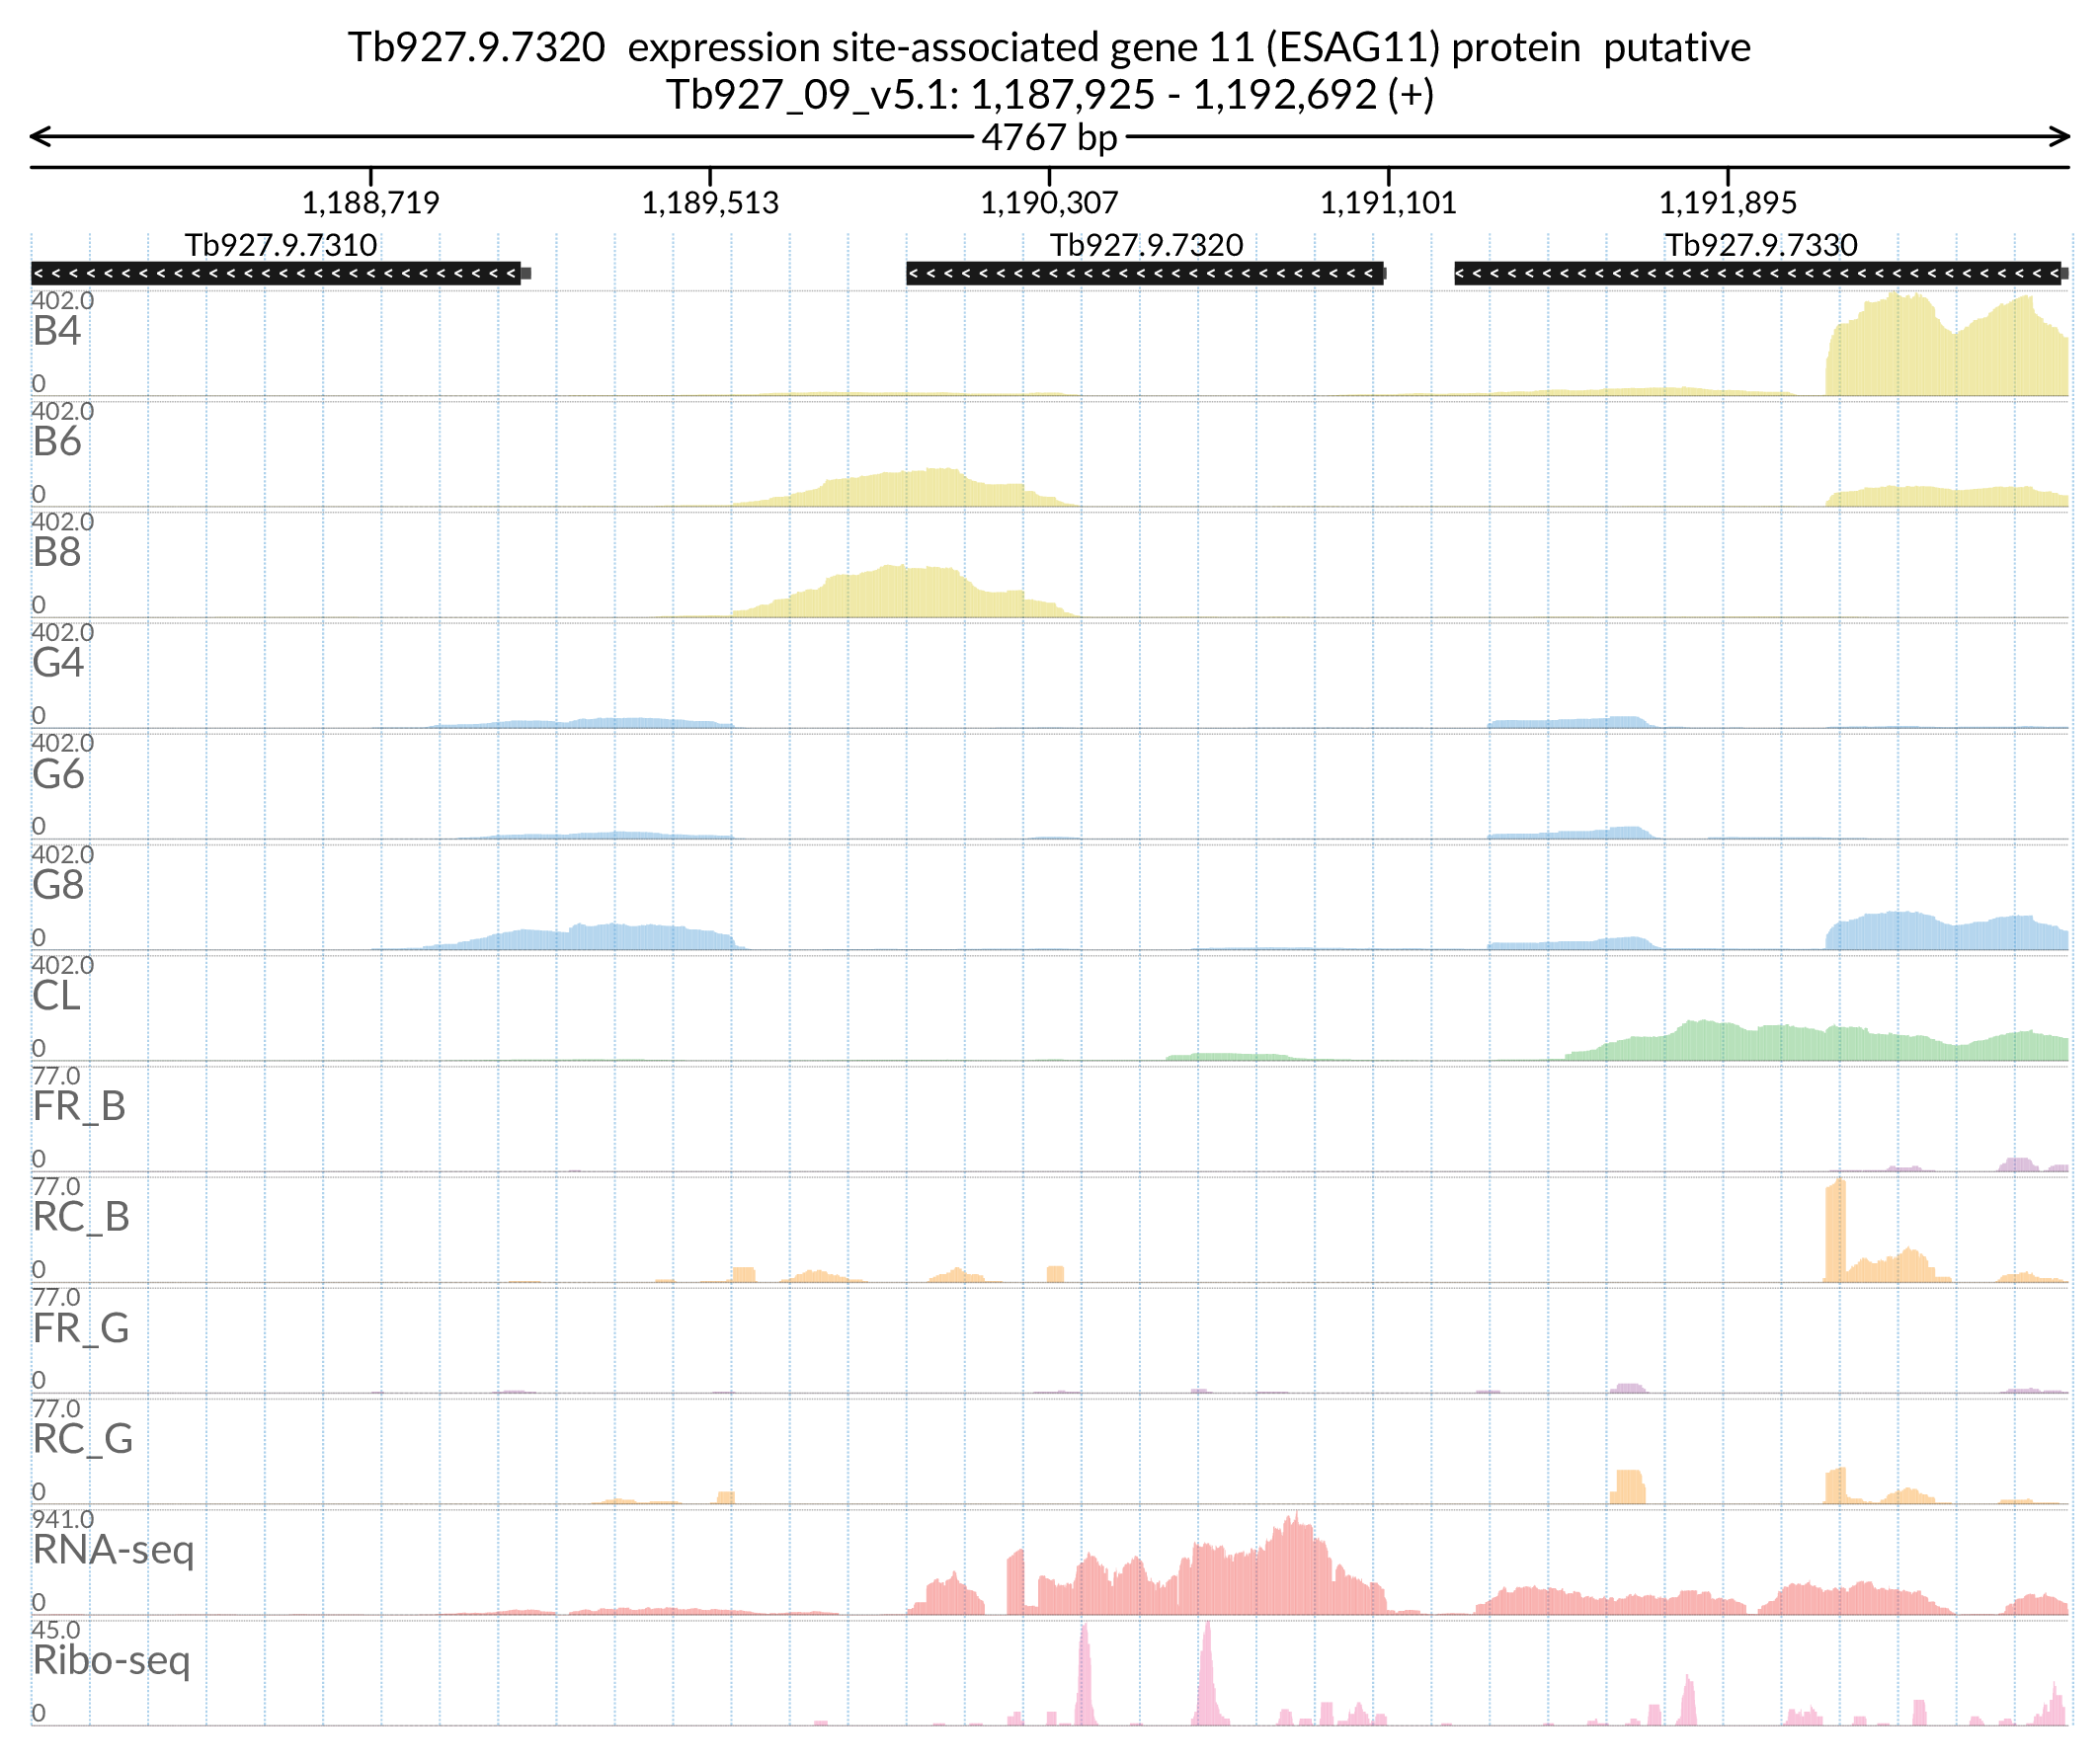 Tb927.9.7320 expression site-associated gene 11 (ESAG11) protein putative
Tb927_09_v5.1: 1,187,925 - 1,192,692 (+)
4767 bp
1,188,719 1,189,513 1,190,307 1,191,101 1,191,895
Tb927.9.7310 Tb927.9.7320 Tb927.9.7330
402.0
B4
0
402.0
B6
0
402.0
B8
0
402.0
G4
0
402.0
G6
0
402.0
G8
0
402.0
CL
0
77.0
FR_B
0
77.0
RC_B
0
77.0
FR_G
0
77.0
RC_G
0
941.0
RNA-seq
0
45.0
Ribo-seq
0